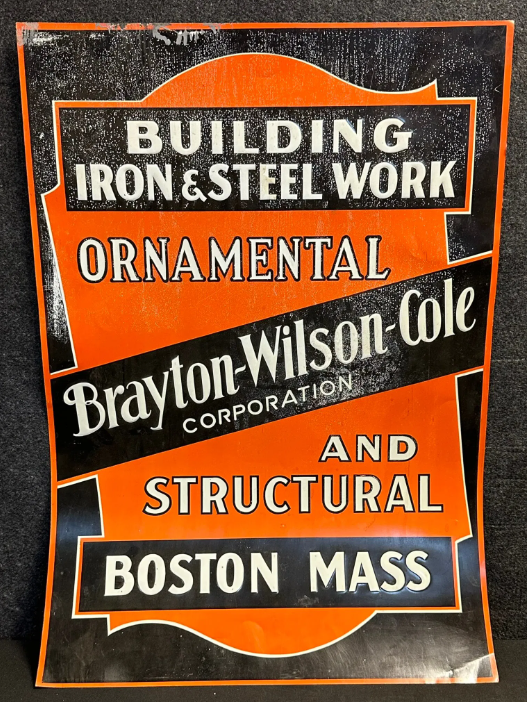 BUILDING
IRON & STEEL WORK
ORNAMENTAL
Brayton-Wilson-Cole
CORPORATION
AND
STRUCTURAL
BOSTON MASS